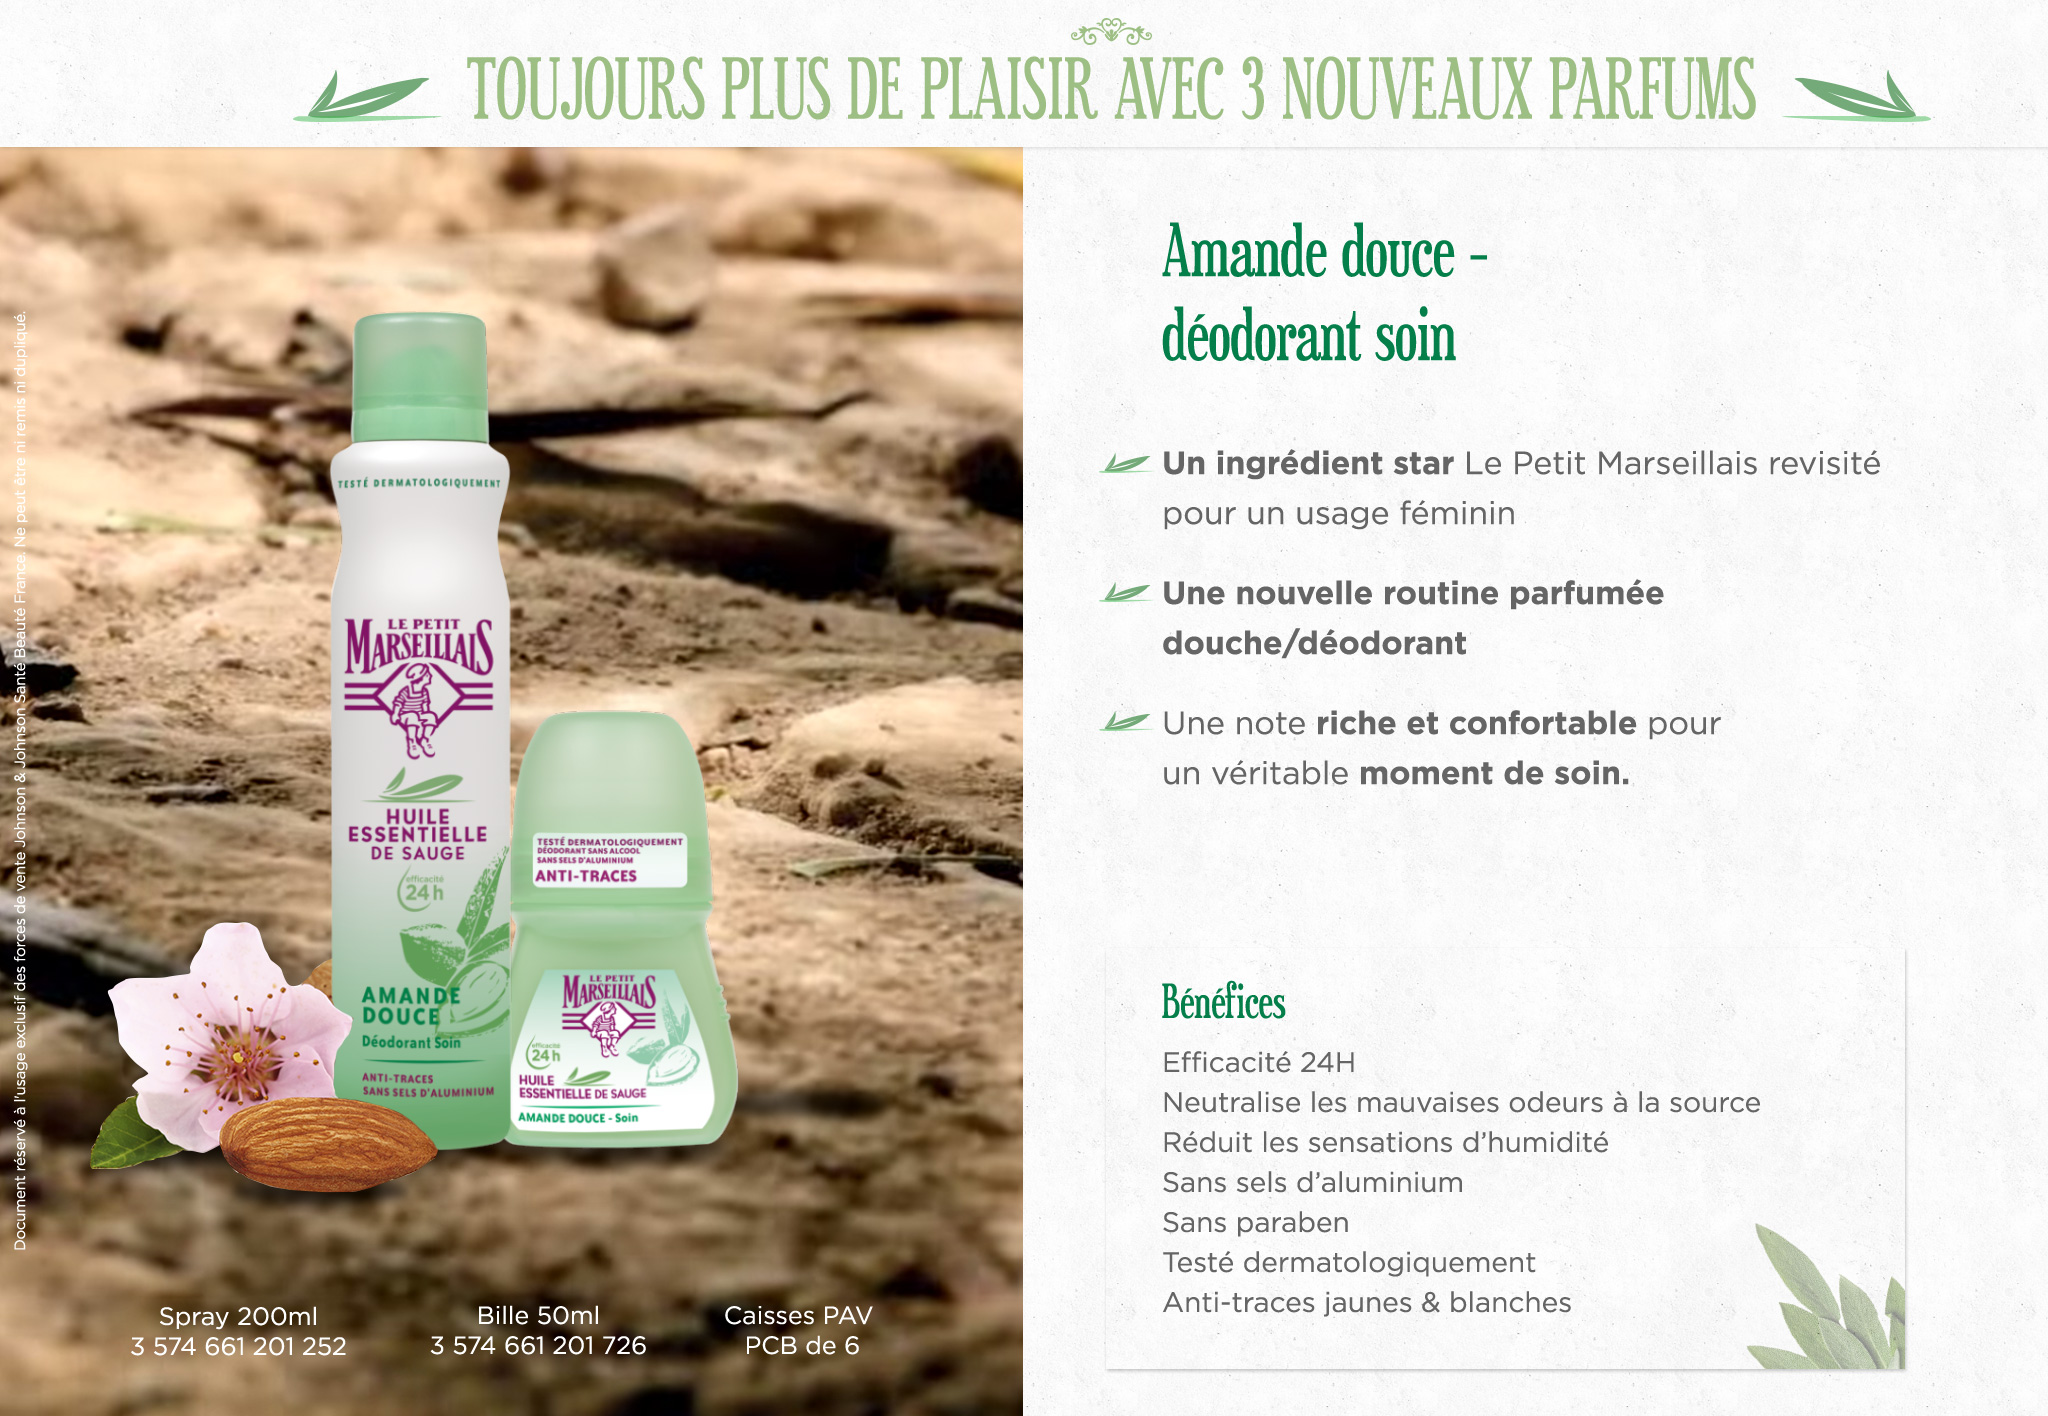 TOUJOURS PLUS DE PLAISIR AVEC 3 NOUVEAUX PARFUMS
Document réservé à l'usage exclusif des forces de vente Johnson & Johnson Santé Beauté France. Ne peut être ni remis ni dupliqué.
TESTÉ DERMATOLOGIQUEMENT
LE PETIT
MARSEILLAIS
HUILE
ESSENTIELLE
DE SAUGE
efficacité
24 h
AMANDE
DOUCE
Déodorant Soin
ANTI-TRACES
SANS SELS D'ALUMINIUM
TESTÉ DERMATOLOGIQUEMENT
DÉODORANT SANS ALCOOL
SANS SELS D'ALUMINIUM
ANTI-TRACES
LE PETIT
MARSEILLAIS
efficacité
24 h
HUILE
ESSENTIELLE DE SAUGE
AMANDE DOUCE - Soin
Spray 200ml
3 574 661 201 252
Bille 50ml
3 574 661 201 726
Caisses PAV
PCB de 6
Amande douce -
déodorant soin
Un ingrédient star Le Petit Marseillais revisité
pour un usage féminin
Une nouvelle routine parfumée
douche/déodorant
Une note riche et confortable pour
un véritable moment de soin.
Bénéfices
Efficacité 24H
Neutralise les mauvaises odeurs à la source
Réduit les sensations d'humidité
Sans sels d'aluminium
Sans paraben
Testé dermatologiquement
Anti-traces jaunes & blanches